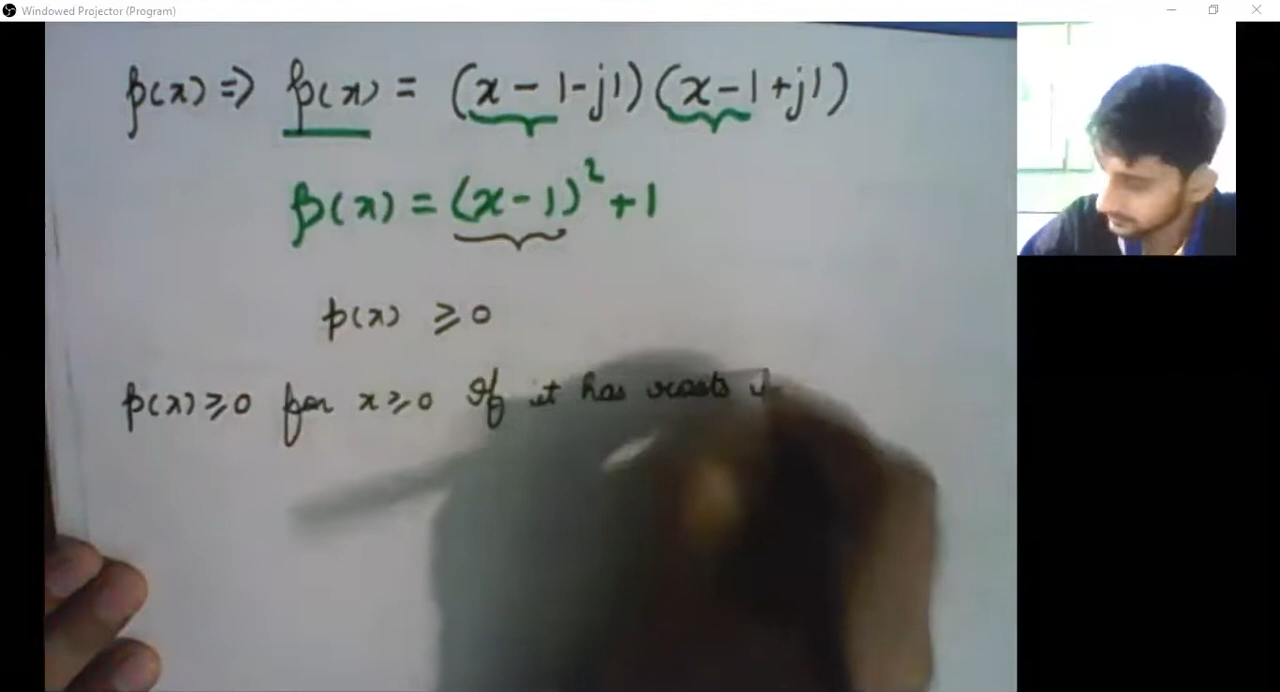 Windowed Projector (Program)
p(x) => p(x) = (x-1-j1)(x-1+j1)
p(x) = (x-1)² + 1
p(x) ⩾ 0
p(x) ⩾ 0 for x ⩾ 0 If it has roots